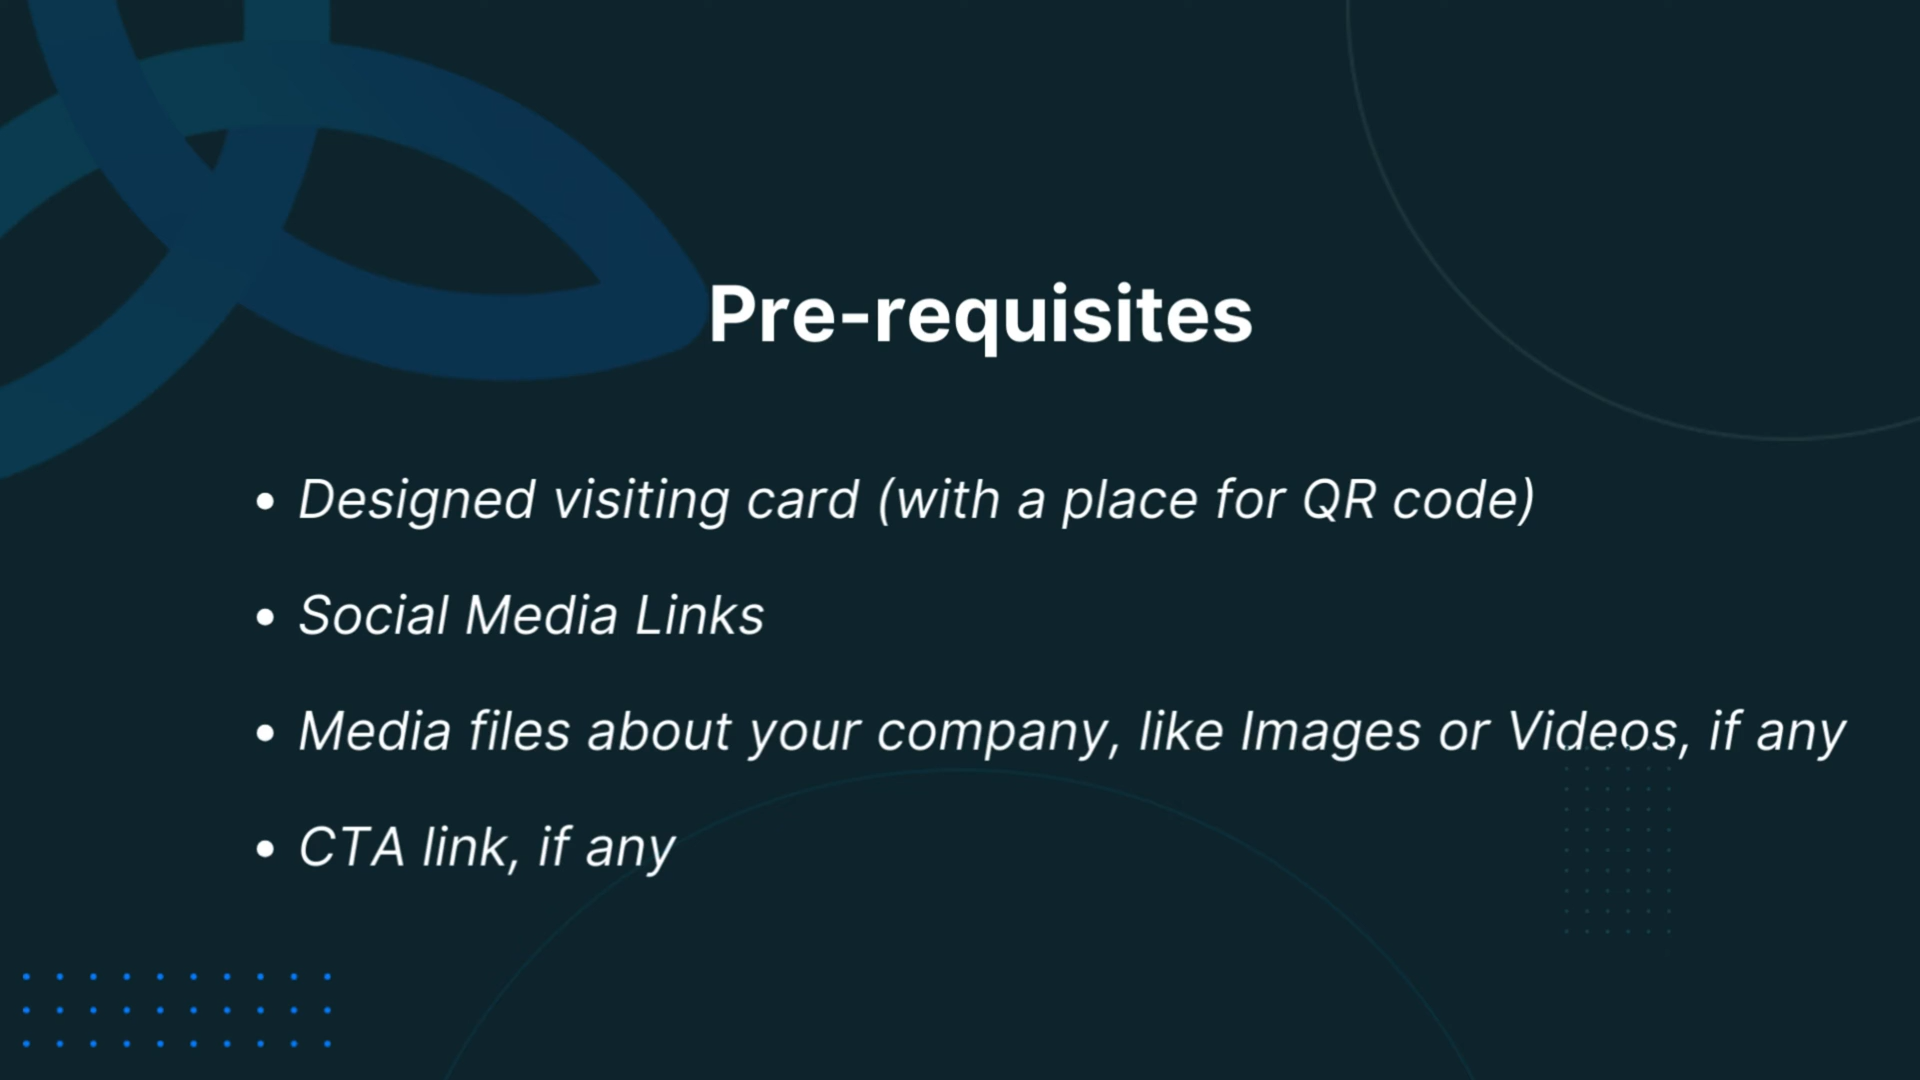 Pre-requisites
• Designed visiting card (with a place for QR code)
• Social Media Links
• Media files about your company, like Images or Videos, if any
• CTA link, if any